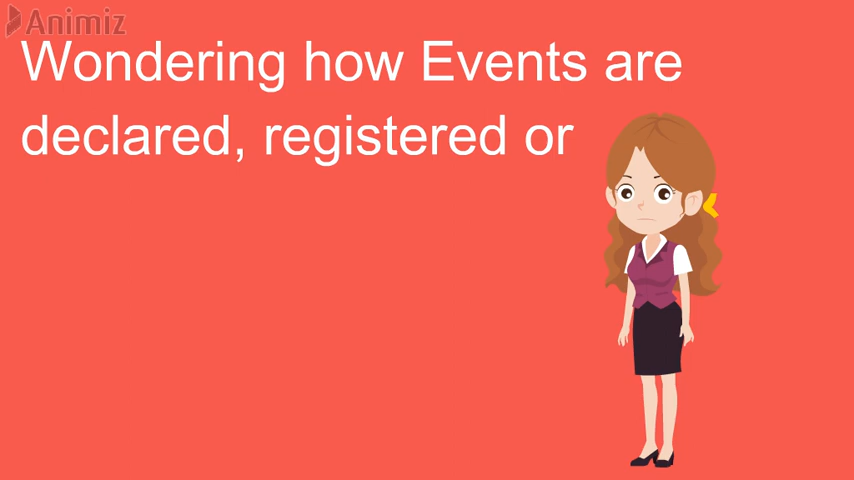 Animiz
Wondering how Events are
declared, registered or